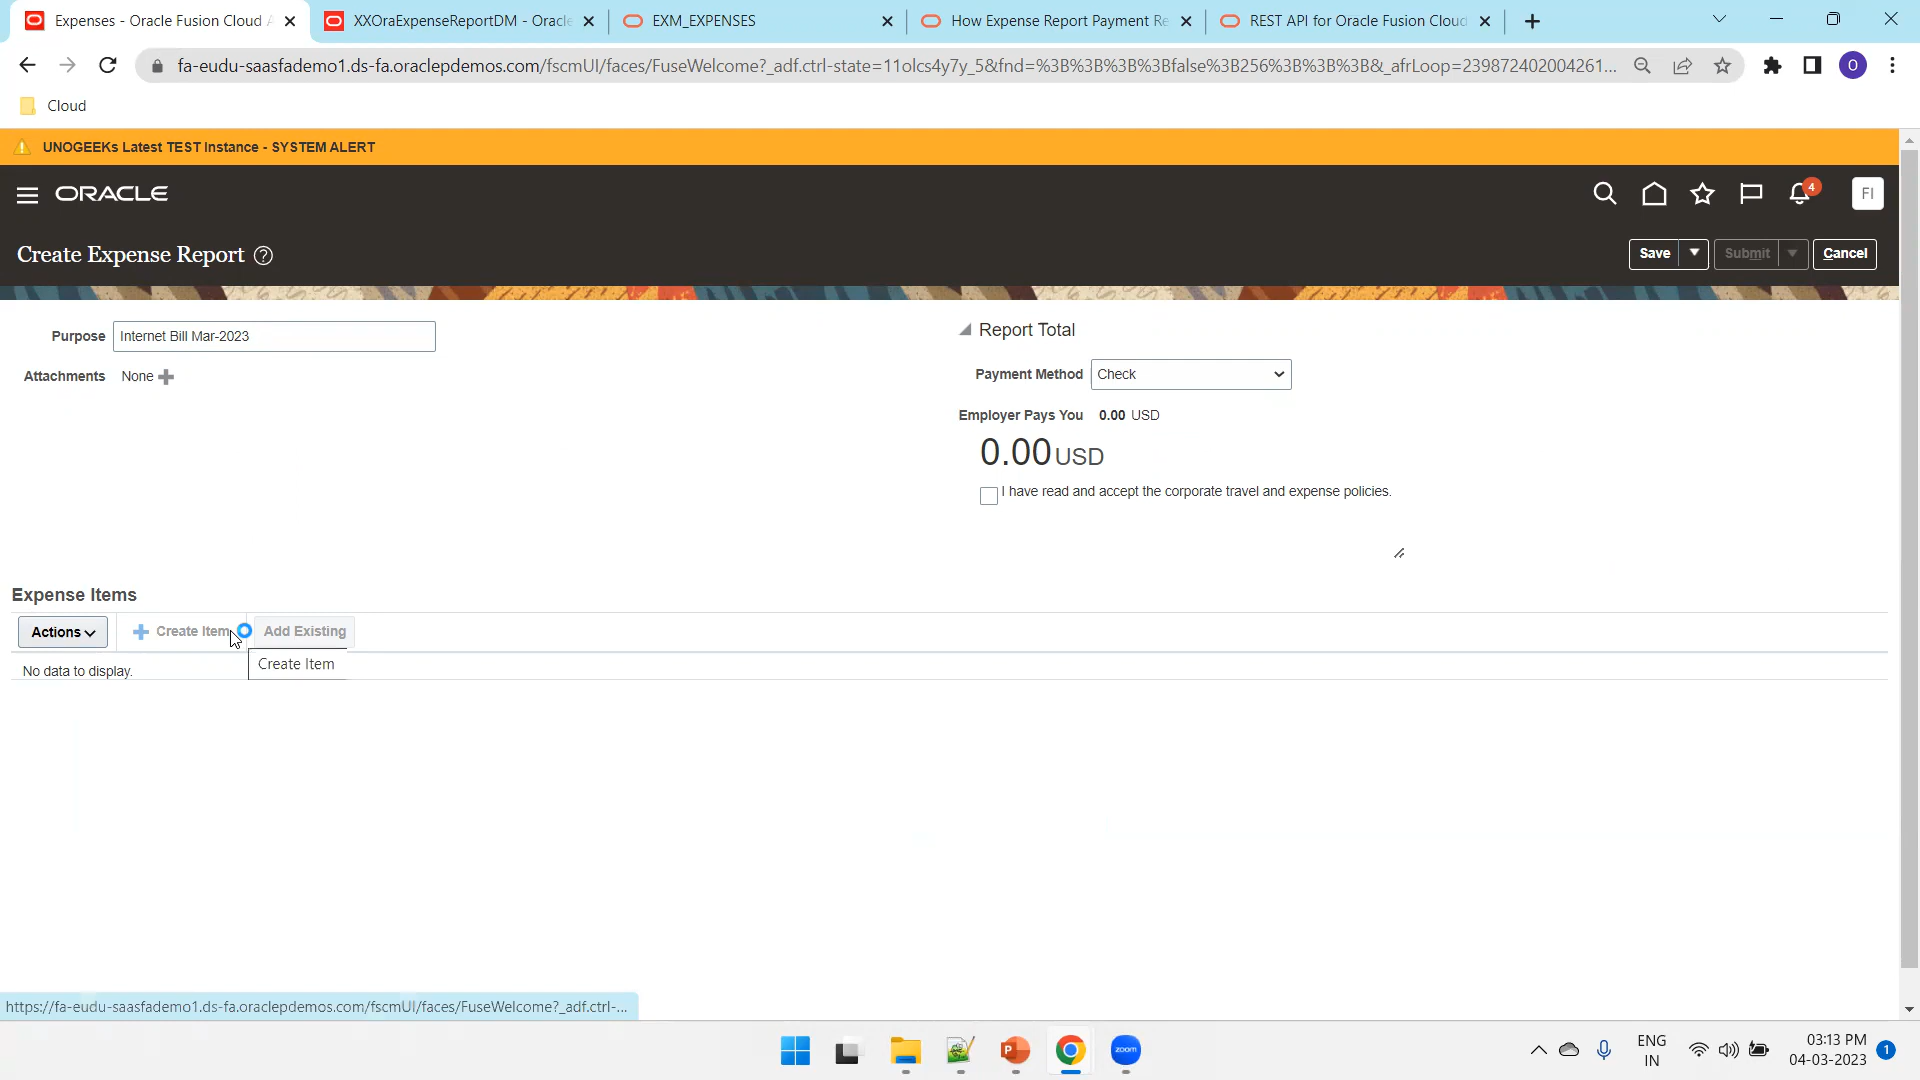 Expenses - Oracle Fusion Cloud A
XXOraExpenseReportDM - Oracle
EXM_EXPENSES
How Expense Report Payment Re
REST API for Oracle Fusion Cloud
fa-eudu-saasfademo1.ds-fa.oraclepdemos.com/fscmUI/faces/FuseWelcome?_adf.ctrl-state=11olcs4y7y_5&fnd=%3B%3B%3B%3Bfalse%3B256%3B%3B%3B&_afrLoop=239872402004261...
O
Cloud
UNOGEEKs Latest TEST Instance - SYSTEM ALERT
ORACLE
4
FI
Create Expense Report ?
Save
Submit
Cancel
Purpose Internet Bill Mar-2023
Attachments None
Report Total
Payment Method Check
Employer Pays You 0.00 USD
0.00 USD
I have read and accept the corporate travel and expense policies.
Expense Items
Actions
Create Item
Add Existing
Create Item
No data to display.
https://fa-eudu-saasfademo1.ds-fa.oraclepdemos.com/fscmUI/faces/FuseWelcome?_adf.ctrl-...
zoom
ENG
IN
03:13 PM
04-03-2023
1